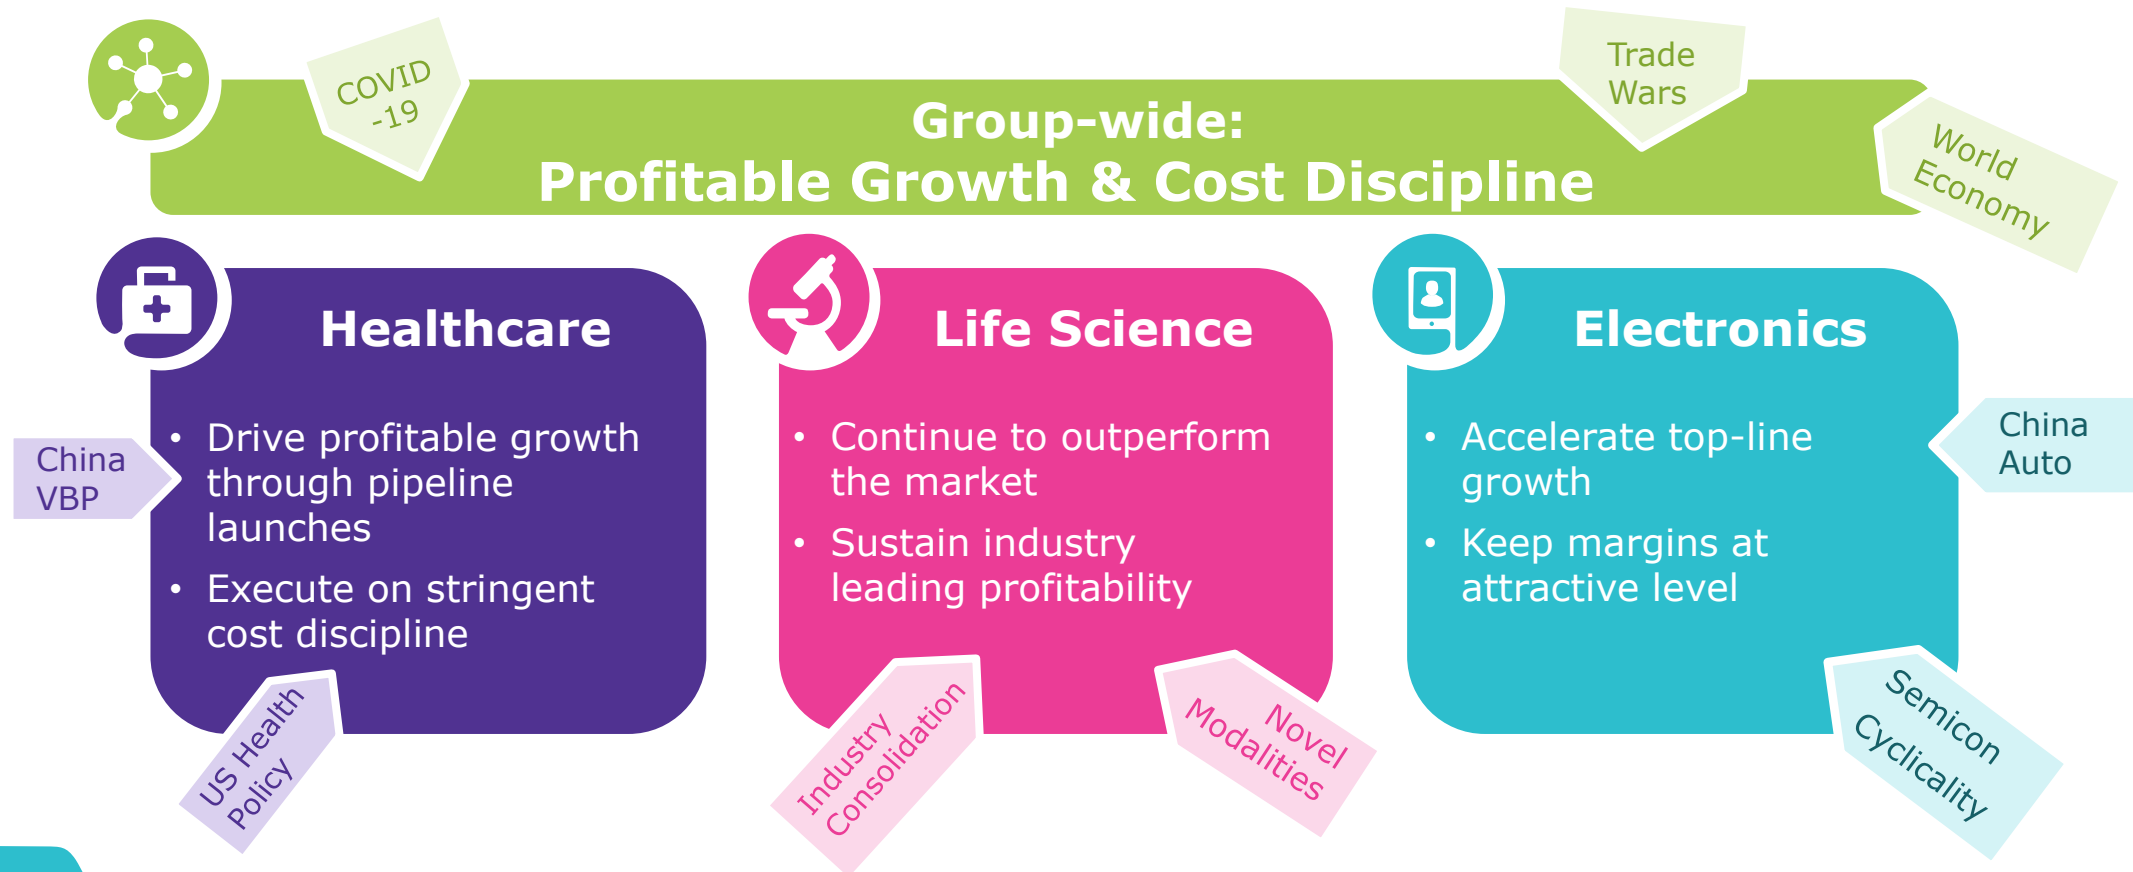 COVID
-19
Trade
Wars
Group-wide:
Profitable Growth & Cost Discipline
World
Economy
Healthcare
• Drive profitable growth
through pipeline
launches
• Execute on stringent
cost discipline
China
VBP
US Health
Policy
Life Science
• Continue to outperform
the market
• Sustain industry
leading profitability
Industry
Consolidation
Novel
Modalities
Electronics
• Accelerate top-line
growth
• Keep margins at
attractive level
China
Auto
Semicon
Cyclicality